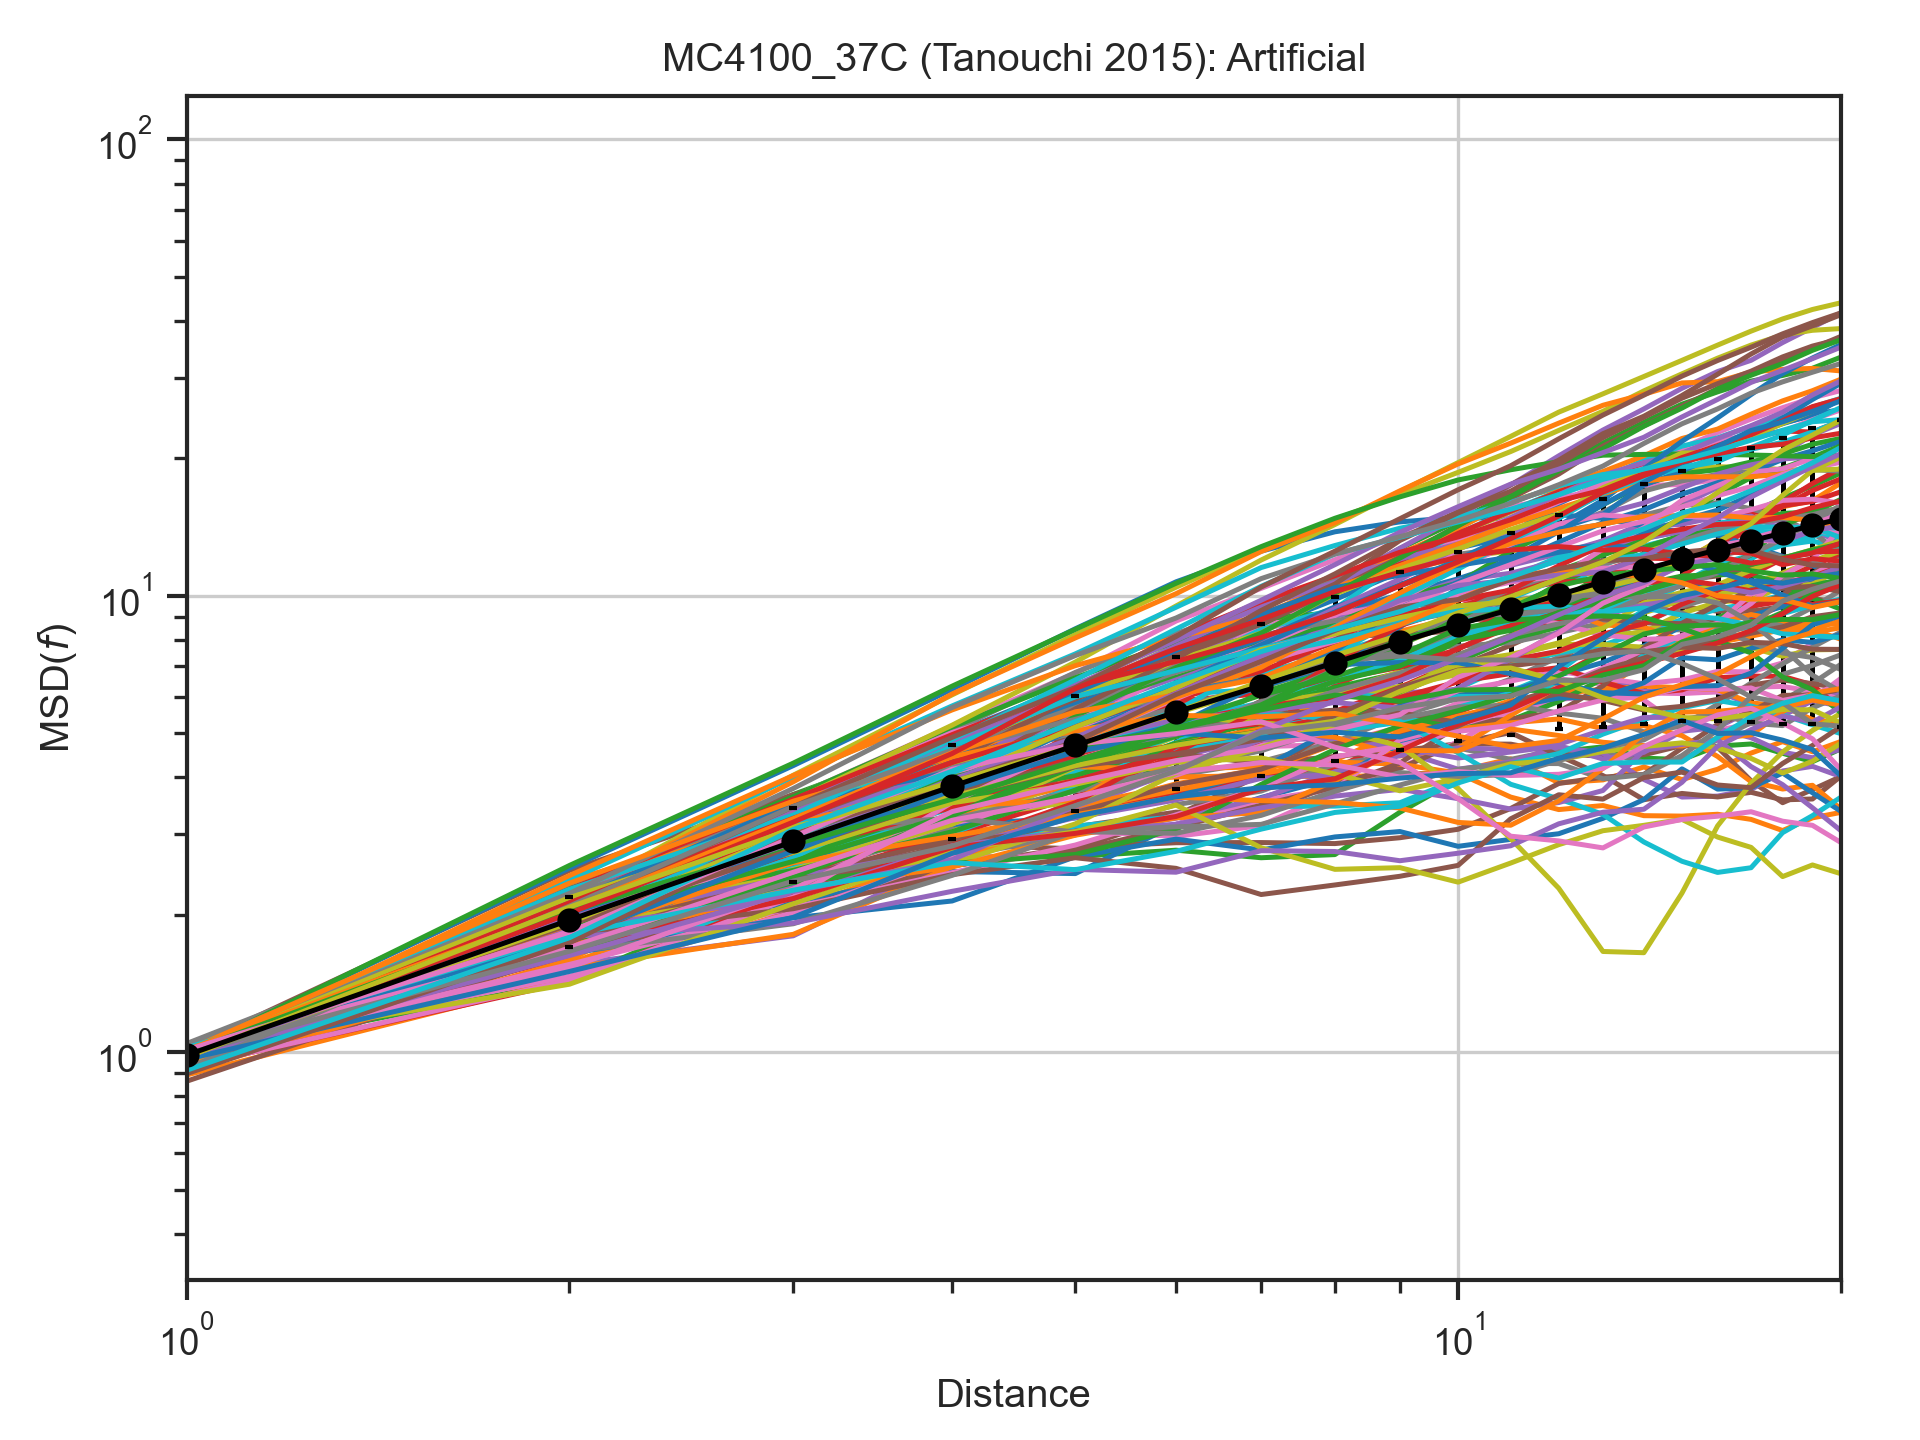 MC4100_37C (Tanouchi 2015): Artificial
10²
10¹
10⁰
MSD(f)
10⁰ 10¹
Distance